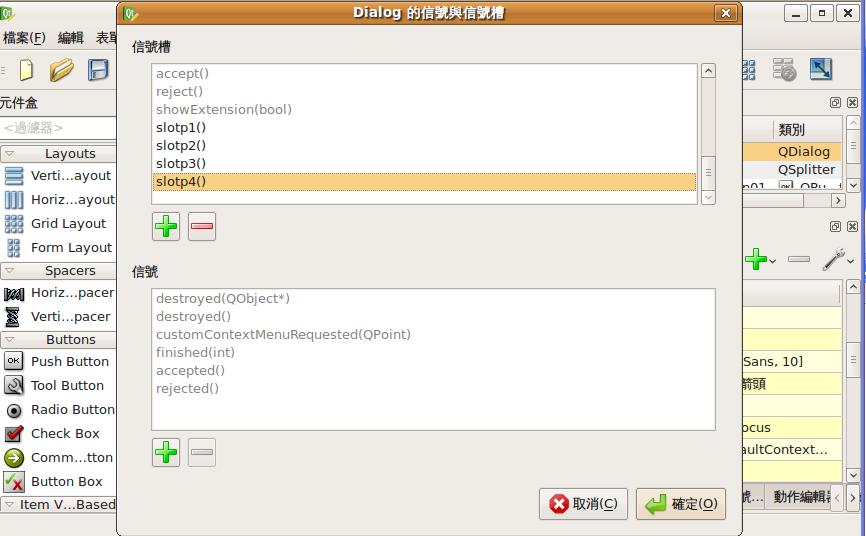 Dialog 的信號與信號槽
檔案(F) 編輯 表單
元件盒
<過濾器>
Layouts
Verti...ayout
Horiz...ayout
Grid Layout
Form Layout
Spacers
Horiz...pacer
Verti...pacer
Buttons
Push Button
Tool Button
Radio Button
Check Box
Comm...tton
Button Box
Item V...Based
信號槽
accept()
reject()
showExtension(bool)
slotp1()
slotp2()
slotp3()
slotp4()
信號
destroyed(QObject*)
destroyed()
customContextMenuRequested(QPoint)
finished(int)
accepted()
rejected()
取消(C)
確定(O)
類別
QDialog
QSplitter
Sans, 10]
箭頭
ocus
aultContext...
號...
動作編輯器